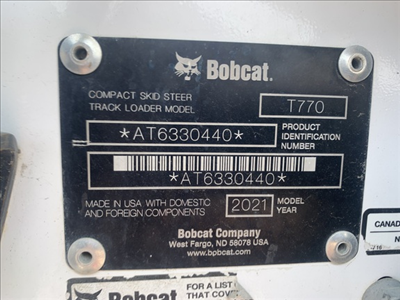 Bobcat.
COMPACT SKID STEER
TRACK LOADER MODEL
T770
*AT6330440*
PRODUCT
IDENTIFICATION
NUMBER
*AT6330440*
MADE IN USA WITH DOMESTIC
AND FOREIGN COMPONENTS
2021
MODEL
YEAR
Bobcat Company
West Fargo, ND 58078 USA
www.bobcat.com
CANAD
N
Bobcat
FOR A LIST
THAT COVE